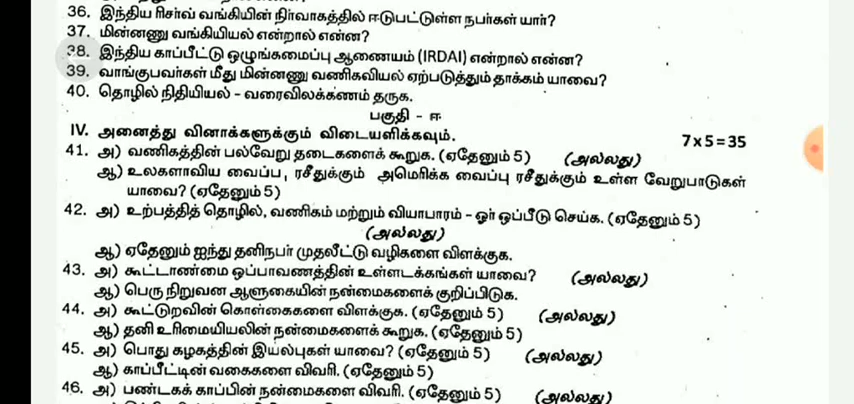 36. இந்திய ரிசர்வ் வங்கியின் நிர்வாகத்தில் ஈடுபட்டுள்ள நபர்கள் யார்?
37. மின்னணு வங்கியியல் என்றால் என்ன?
38. இந்திய காப்பீட்டு ஒழுங்கமைப்பு ஆணையம் (IRDAI) என்றால் என்ன?
39. வாங்குபவர்கள் மீது மின்னணு வணிகவியல் ஏற்படுத்தும் தாக்கம் யாவை?
40. தொழில் நிதியியல் – வரைவிலக்கணம் தருக.
பகுதி – ஈ
IV. அனைத்து வினாக்களுக்கும் விடையளிக்கவும். 7 x 5 = 35
41. அ) வணிகத்தின் பல்வேறு தடைகளைக் கூறுக. (ஏதேனும் 5) (அல்லது)
ஆ) உலகளாவிய வைப்பு, ரசீதுக்கும் அமெரிக்க வைப்பு ரசீதுக்கும் உள்ள வேறுபாடுகள்
யாவை? (ஏதேனும் 5)
42. அ) உற்பத்தித் தொழில், வணிகம் மற்றும் வியாபாரம் – ஓர் ஒப்பீடு செய்க. (ஏதேனும் 5)
(அல்லது)
ஆ) ஏதேனும் ஐந்து தனிநபர் முதலீட்டு வழிகளை விளக்குக.
43. அ) கூட்டாண்மை ஒப்பாவணத்தின் உள்ளடக்கங்கள் யாவை? (அல்லது)
ஆ) பெரு நிறுவன ஆளுகையின் நன்மைகளைக் குறிப்பிடுக.
44. அ) கூட்டுறவின் கொள்கைகளை விளக்குக. (ஏதேனும் 5) (அல்லது)
ஆ) தனி உரிமையியலின் நன்மைகளைக் கூறுக. (ஏதேனும் 5)
45. அ) பொது கழகத்தின் இயல்புகள் யாவை? (ஏதேனும் 5) (அல்லது)
ஆ) காப்பீட்டின் வகைகளை விவரி. (ஏதேனும் 5)
46. அ) பண்டகக் காப்பின் நன்மைகளை விவரி. (ஏதேனும் 5) (அல்லது)